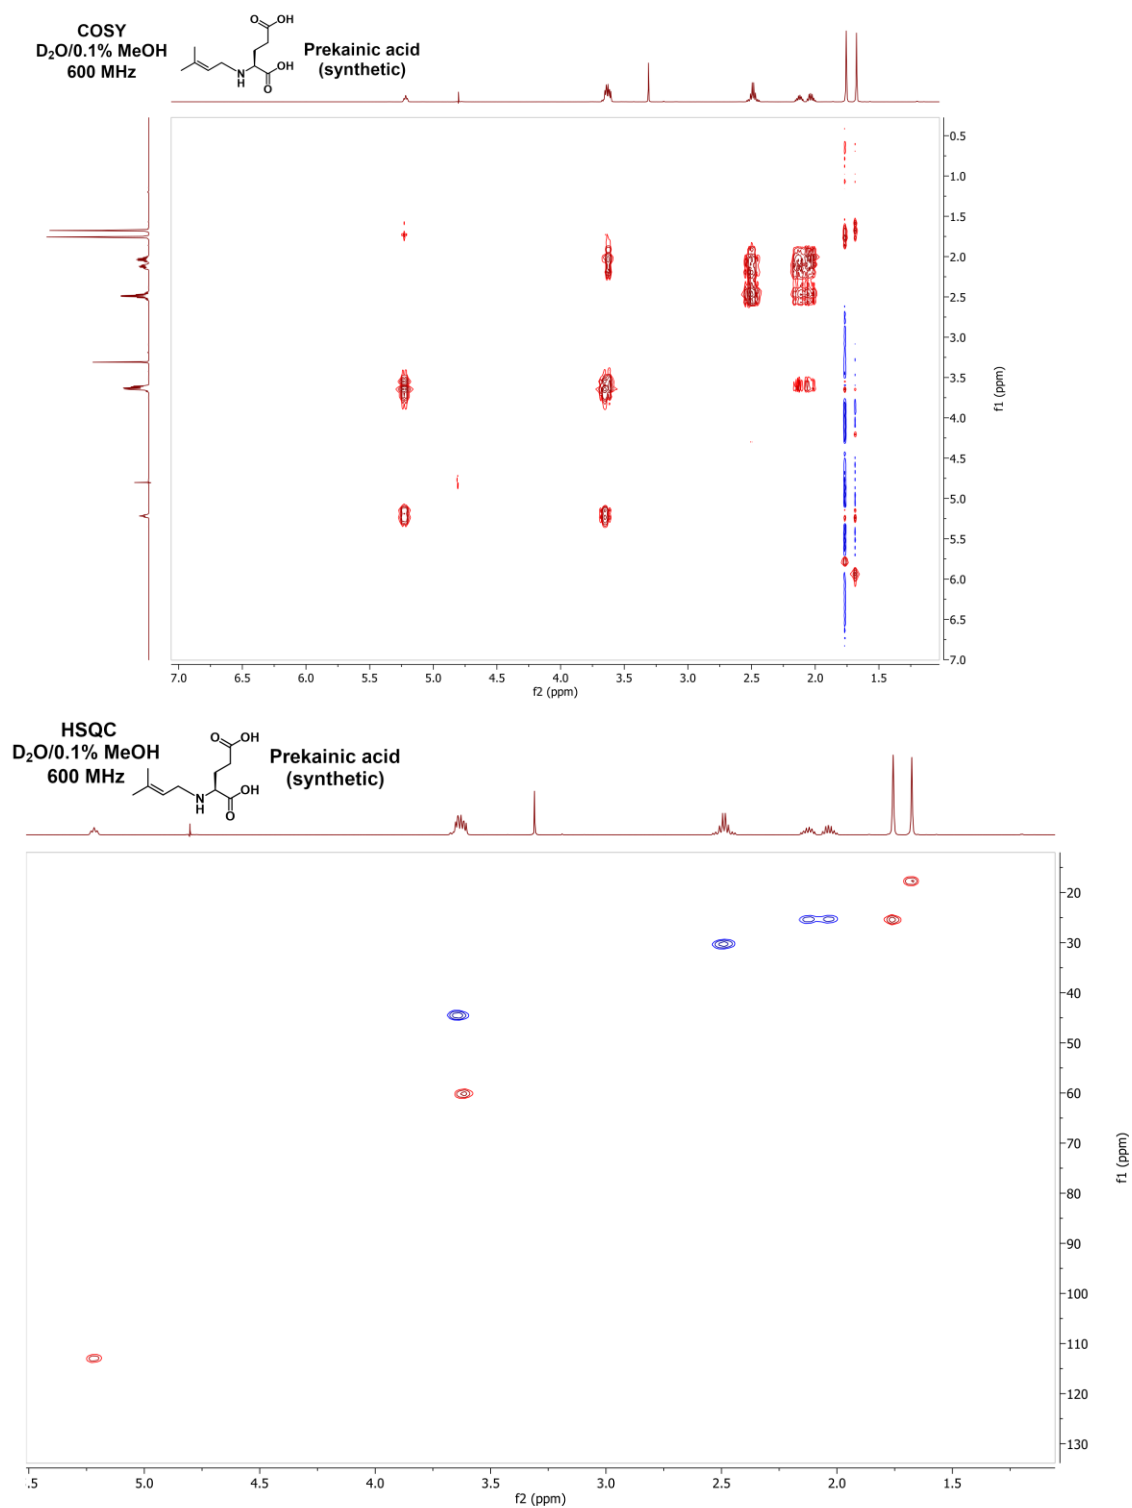 COSY
D₂O/0.1% MeOH
600 MHz
O
OH
N
H
OH
O
Prekainic acid
(synthetic)
0.5
1.0
1.5
2.0
2.5
3.0
3.5
4.0
4.5
5.0
5.5
6.0
6.5
7.0
f1 (ppm)
7.0 6.5 6.0 5.5 5.0 4.5 4.0 3.5 3.0 2.5 2.0 1.5
f2 (ppm)
HSQC
D₂O/0.1% MeOH
600 MHz
O
OH
N
H
OH
O
Prekainic acid
(synthetic)
20
30
40
50
60
70
80
90
100
110
120
130
f1 (ppm)
.5 5.0 4.5 4.0 3.5 3.0 2.5 2.0 1.5
f2 (ppm)